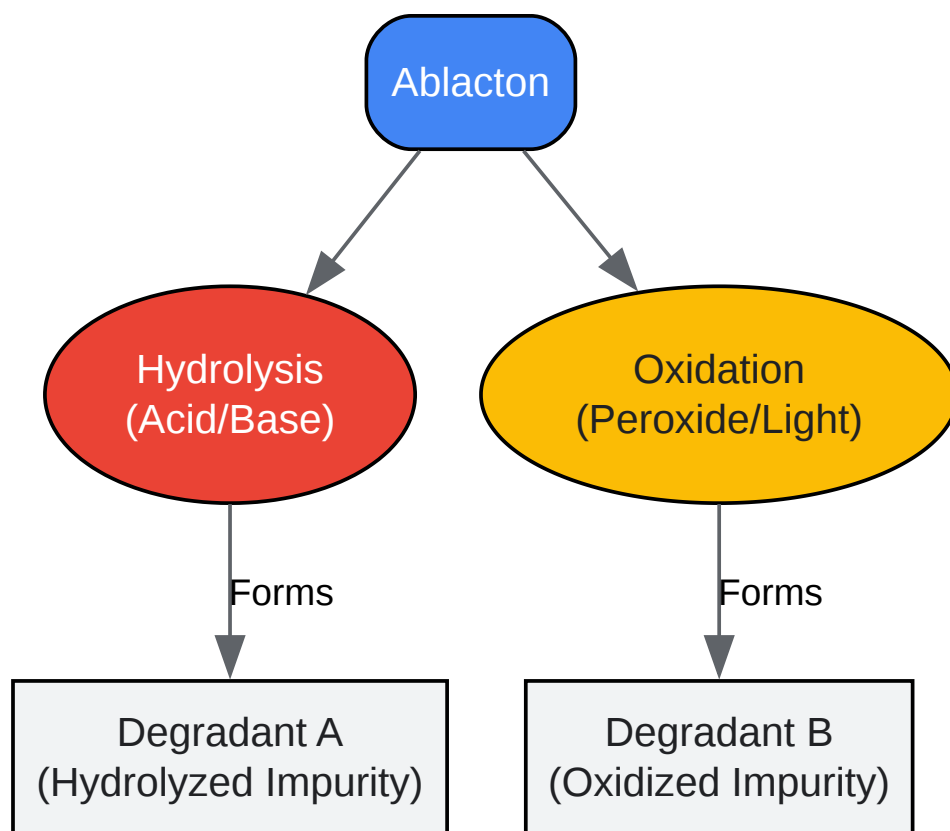 Ablacton
Hydrolysis
(Acid/Base)
Oxidation
(Peroxide/Light)
Forms
Forms
Degradant A
(Hydrolyzed Impurity)
Degradant B
(Oxidized Impurity)